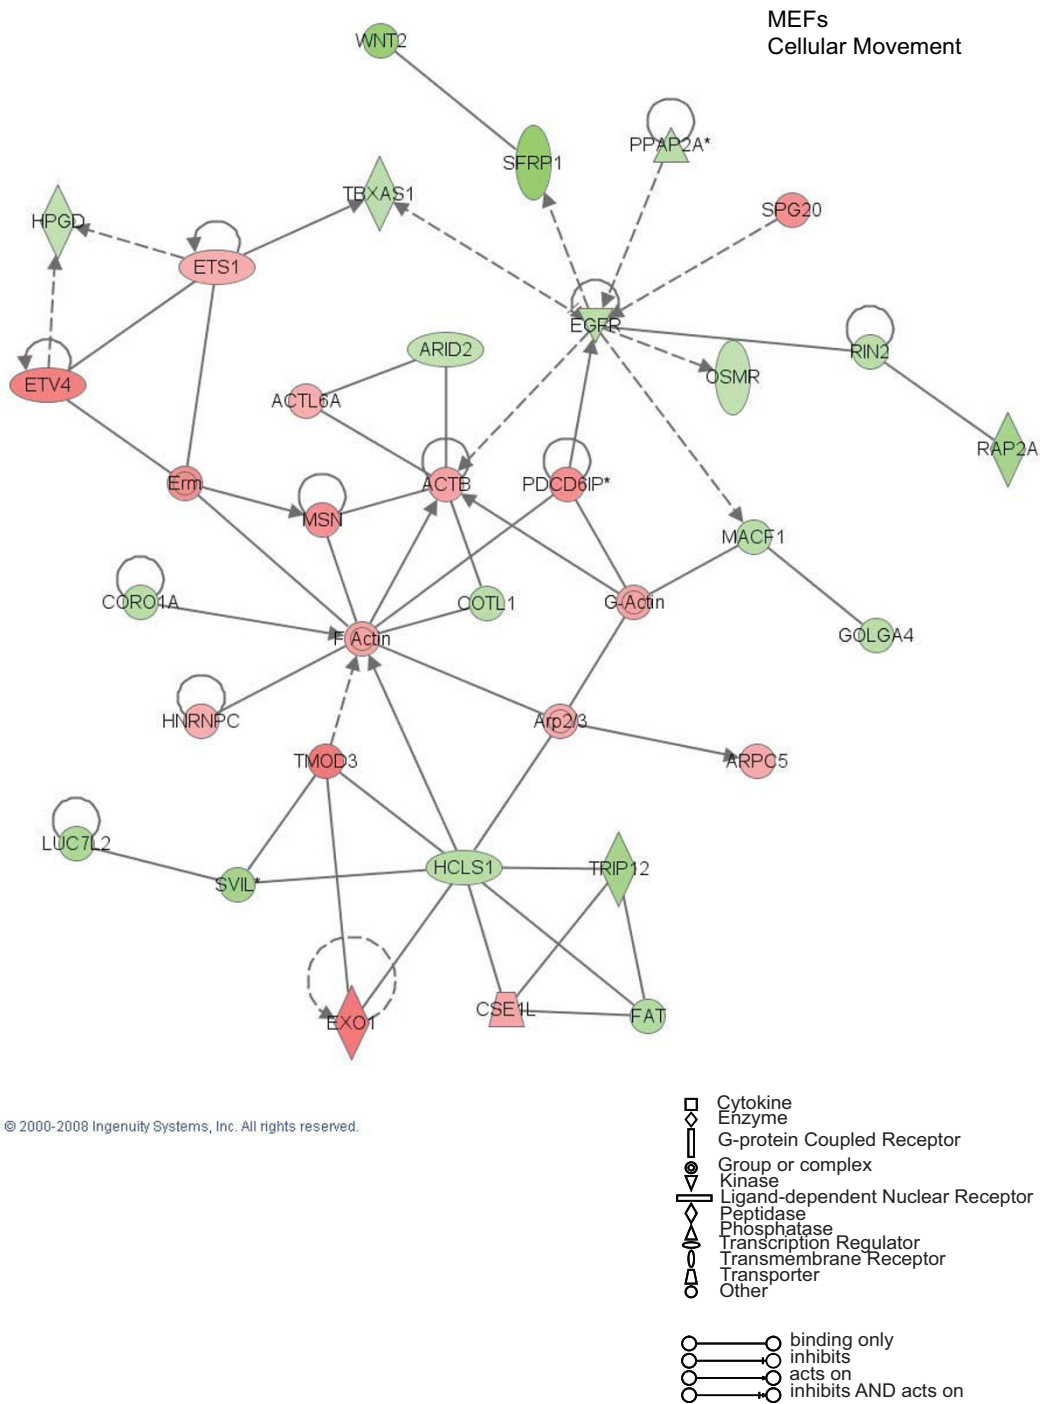 MEFs
Cellular Movement
WNT2
SFRP1
PPAP2A*
TBXAS1
HPGD
SPG20
ETS1
EGFR
ARID2
RIN2
OSMR
ETV4
ACTL6A
RAP2A
Erm
ACTB
PDCD6IP*
MSN
MACF1
CORO1A
COTL1
G-Actin
F Actin
GOLGA4
HNRNPC
Arp2/3
TMOD3
ARPC5
LUC7L2
HCLS1
TRIP12
SVIL*
CSE1L
FAT
EXO1
© 2000-2008 Ingenuity Systems, Inc. All rights reserved.
Cytokine
Enzyme
G-protein Coupled Receptor
Group or complex
Kinase
Ligand-dependent Nuclear Receptor
Peptidase
Phosphatase
Transcription Regulator
Transmembrane Receptor
Transporter
Other
binding only
inhibits
acts on
inhibits AND acts on